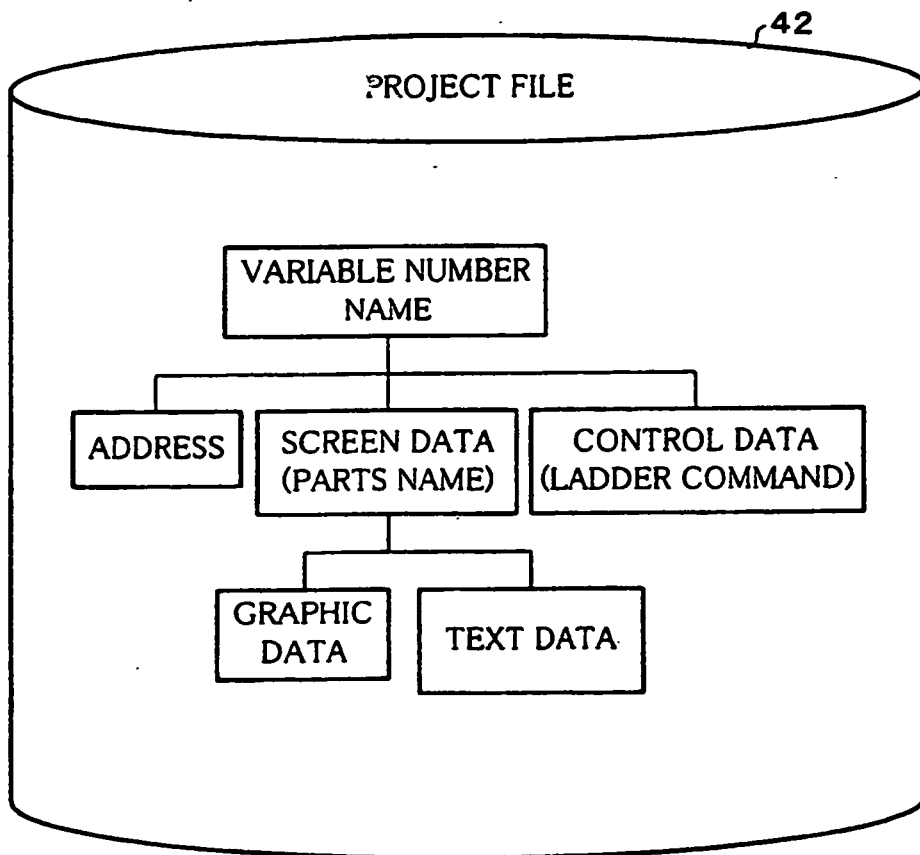 42
PROJECT FILE
VARIABLE NUMBER
NAME
ADDRESS
SCREEN DATA
(PARTS NAME)
CONTROL DATA
(LADDER COMMAND)
GRAPHIC
DATA
TEXT DATA